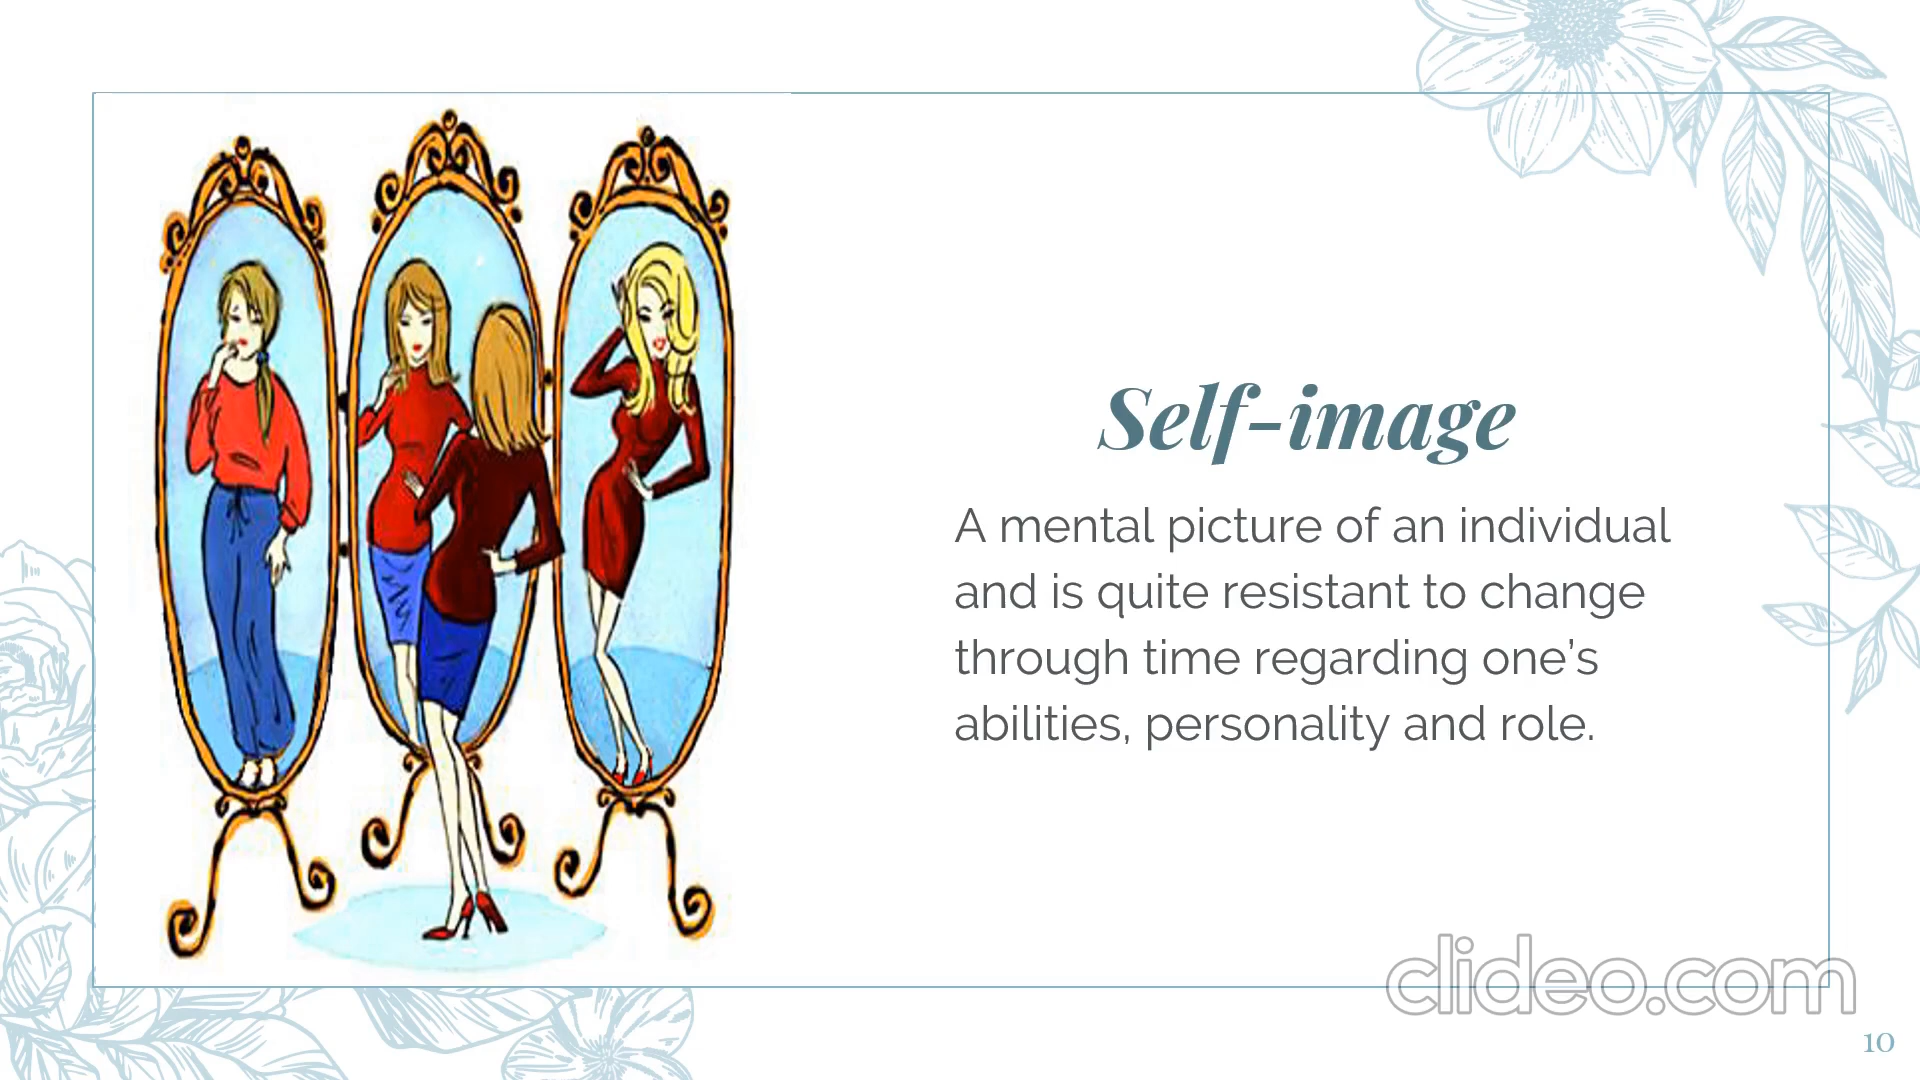 Self-image
A mental picture of an individual
and is quite resistant to change
through time regarding one’s
abilities, personality and role.
clideo.com
10